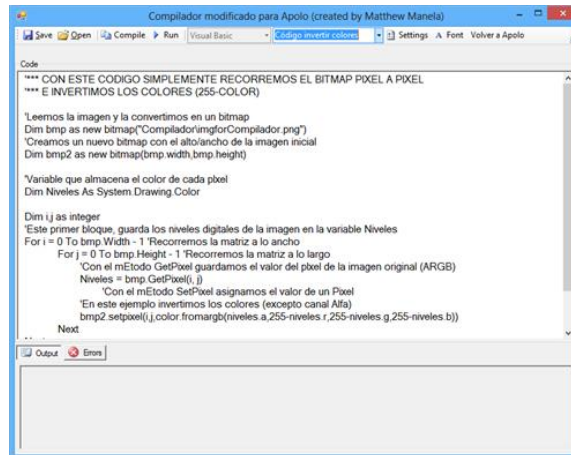 Compilador modificado para Apolo (created by Matthew Manela)
Save Open Compile Run Visual Basic Código invertir colores Settings A Font Volver a Apolo
Code
'*** CON ESTE CODIGO SIMPLEMENTE RECORREMOS EL BITMAP PIXEL A PIXEL
'*** E INVERTIMOS LOS COLORES (255-COLOR)
'Leemos la imagen y la convertimos en un bitmap
Dim bmp as new bitmap("Compilador\imgforCompilador.png")
'Creamos un nuevo bitmap con el alto/ancho de la imagen inicial
Dim bmp2 as new bitmap(bmp.width,bmp.height)
'Variable que almacena el color de cada pixel
Dim Niveles As System.Drawing.Color
Dim i,j as integer
'Este primer bloque, guarda los niveles digitales de la imagen en la variable Niveles
For i = 0 To bmp.Width - 1 'Recorremos la matriz a lo ancho
For j = 0 To bmp.Height - 1 'Recorremos la matriz a lo largo
'Con el mEtodo GetPixel guardamos el valor del pixel de la imagen original (ARGB)
Niveles = bmp.GetPixel(i, j)
'Con el mEtodo SetPixel asignamos el valor de un Pixel
'En este ejemplo invertimos los colores (excepto canal Alfa)
bmp2.setpixel(i,j,color.fromargb(niveles.a,255-niveles.r,255-niveles.g,255-niveles.b))
Next
Output Errors